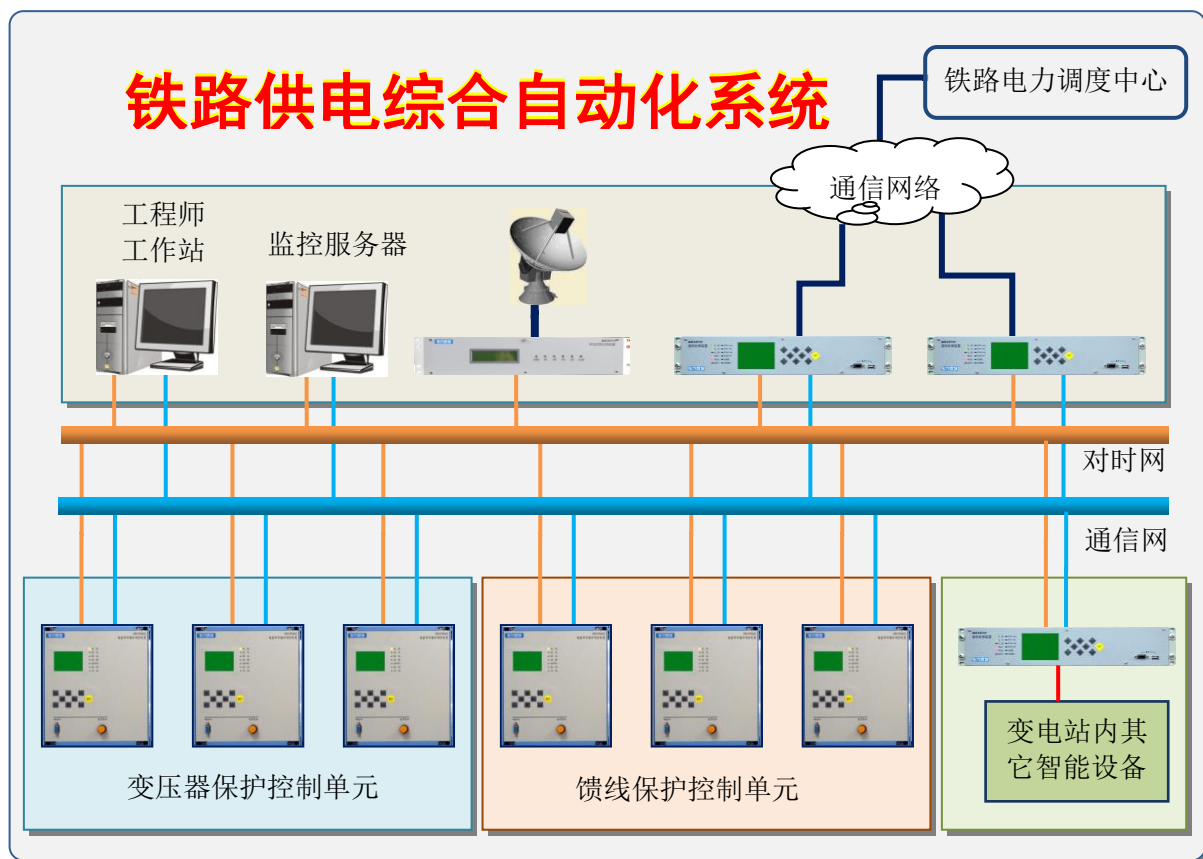 铁路供电综合自动化系统
铁路电力调度中心
通信网络
工程师
工作站
监控服务器
对时网
通信网
变压器保护控制单元
馈线保护控制单元
变电站内其
它智能设备